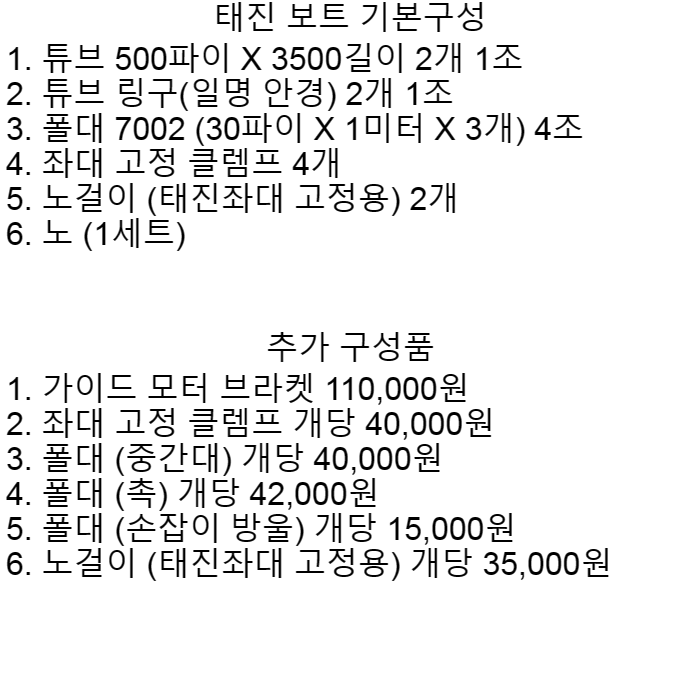 태진 보트 기본구성
1. 튜브 500파이 X 3500길이 2개 1조
2. 튜브 링구(일명 안경) 2개 1조
3. 폴대 7002 (30파이 X 1미터 X 3개) 4조
4. 좌대 고정 클렘프 4개
5. 노걸이 (태진좌대 고정용) 2개
6. 노 (1세트)
추가 구성품
1. 가이드 모터 브라켓 110,000원
2. 좌대 고정 클렘프 개당 40,000원
3. 폴대 (중간대) 개당 40,000원
4. 폴대 (촉) 개당 42,000원
5. 폴대 (손잡이 방울) 개당 15,000원
6. 노걸이 (태진좌대 고정용) 개당 35,000원